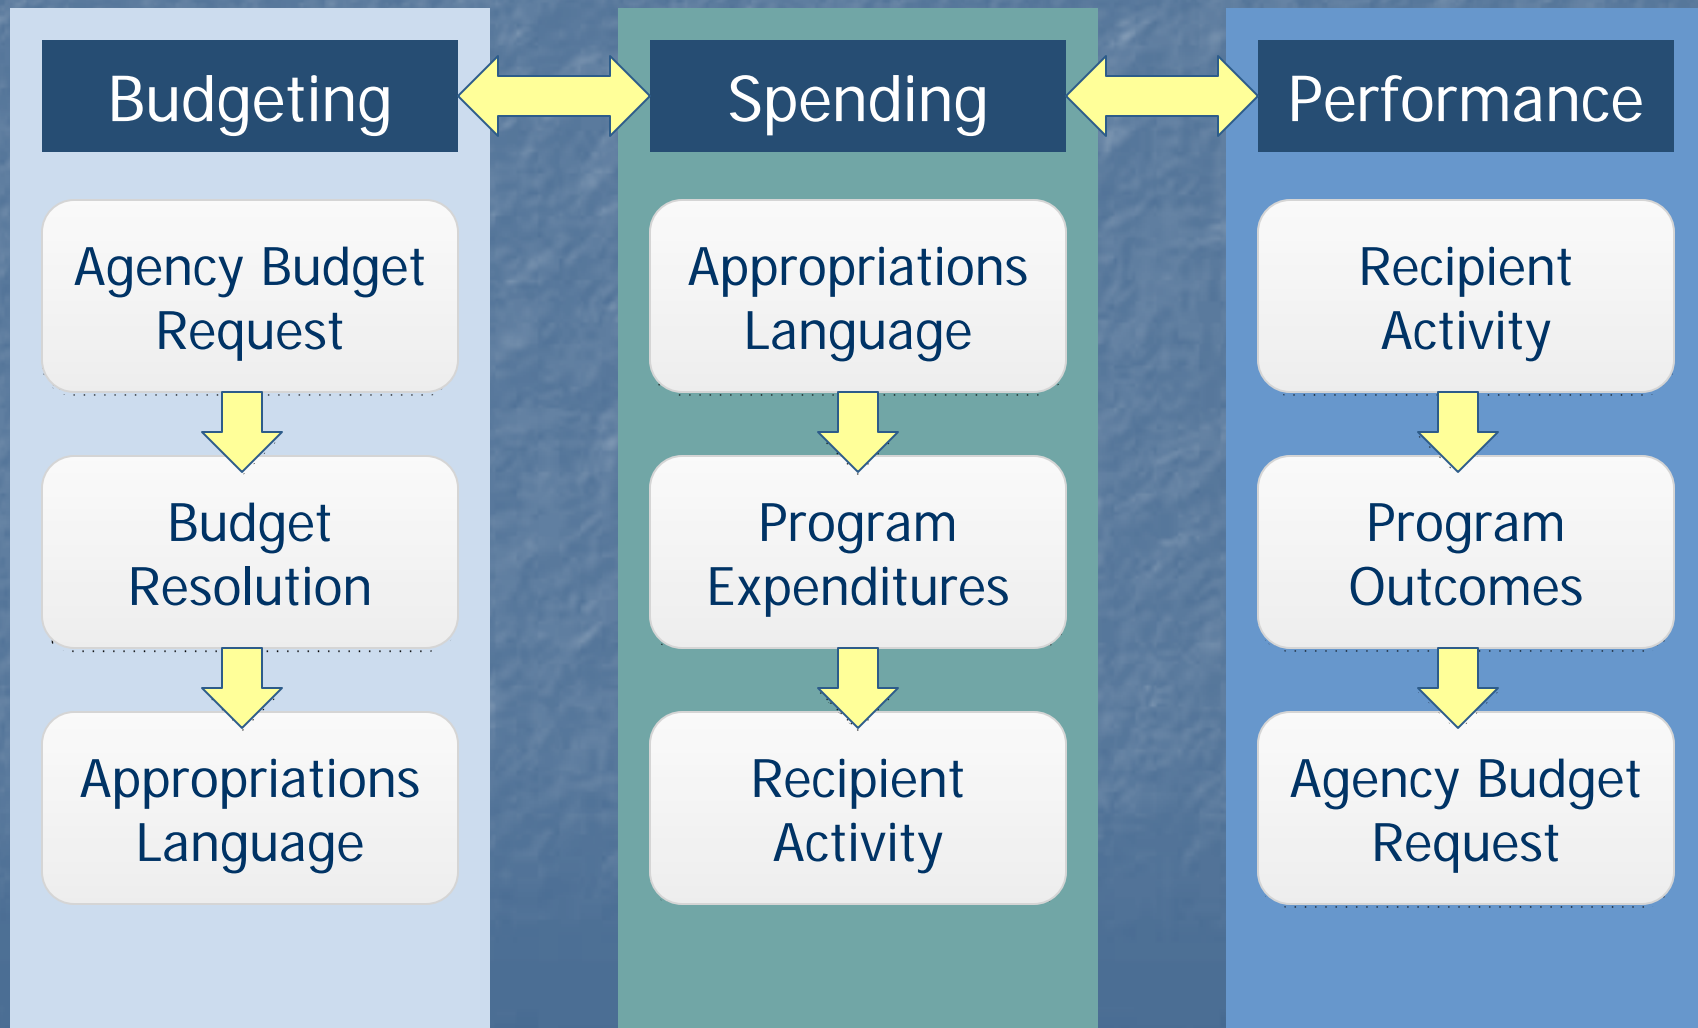 Budgeting
Agency Budget
Request
Budget
Resolution
Appropriations
Language
Spending
Appropriations
Language
Program
Expenditures
Recipient
Activity
Performance
Recipient
Activity
Program
Outcomes
Agency Budget
Request